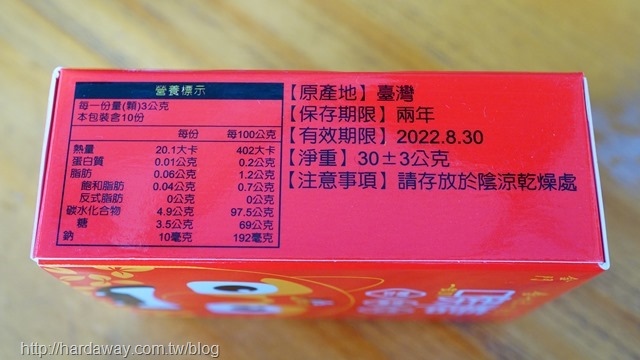 營養標示
每一份量(顆)3公克
本包裝含10份
每份 每100公克
熱量 20.1大卡 402大卡
蛋白質 0.01公克 0.2公克
脂肪 0.06公克 1.2公克
飽和脂肪 0.04公克 0.7公克
反式脂肪 0公克 0公克
碳水化合物 4.9公克 97.5公克
糖 3.5公克 69公克
鈉 10毫克 192毫克
【原產地】臺灣
【保存期限】兩年
【有效期限】2022.8.30
【淨重】30±3公克
【注意事項】請存放於陰涼乾燥處
http://hardaway.com.tw/blog